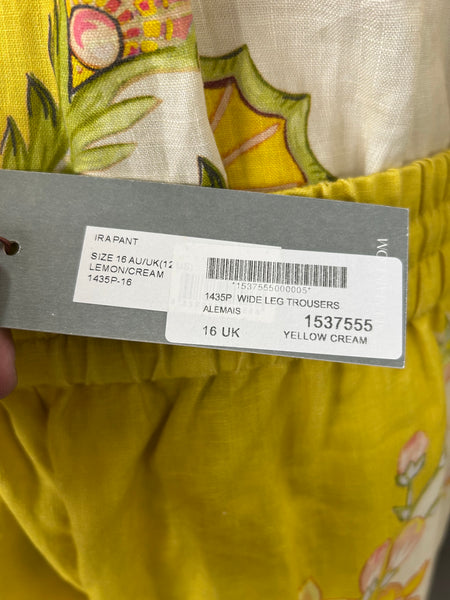 IRA PANT
SIZE 16 AU/UK(12
LEMON/CREAM
1435P-16
*1537555000005*
1435P WIDE LEG TROUSERS
ALEMAIS
1537555
16 UK
YELLOW CREAM
OM